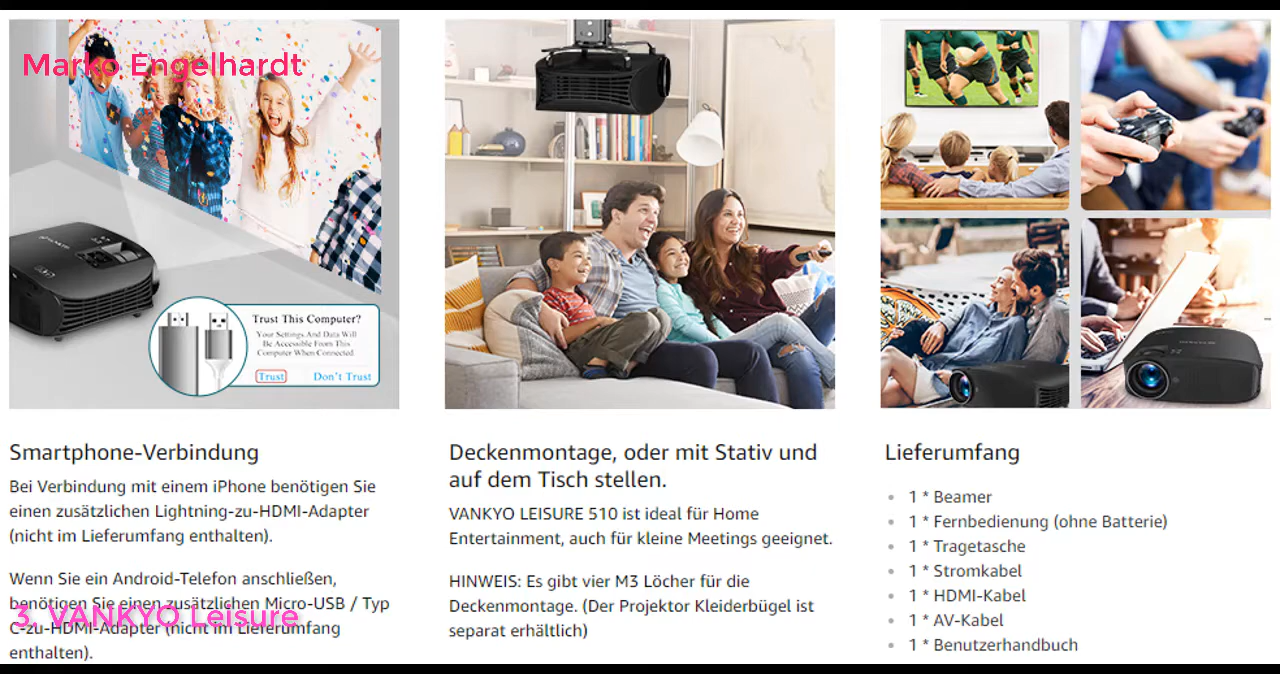 Marko Engelhardt
Trust This Computer?
Your Settings And Data Will
Be Accessible From This
Computer When Connected.
Trust Don't Trust
Smartphone-Verbindung
Bei Verbindung mit einem iPhone benötigen Sie
einen zusätzlichen Lightning-zu-HDMI-Adapter
(nicht im Lieferumfang enthalten).
Wenn Sie ein Android-Telefon anschließen,
benötigen Sie einen zusätzlichen Micro-USB / Typ
C-zu-HDMI-Adapter (nicht im Lieferumfang
enthalten).
3. VANKYO Leisure
Deckenmontage, oder mit Stativ und
auf dem Tisch stellen.
VANKYO LEISURE 510 ist ideal für Home
Entertainment, auch für kleine Meetings geeignet.
HINWEIS: Es gibt vier M3 Löcher für die
Deckenmontage. (Der Projektor Kleiderbügel ist
separat erhältlich)
Lieferumfang
1 * Beamer
1 * Fernbedienung (ohne Batterie)
1 * Tragetasche
1 * Stromkabel
1 * HDMI-Kabel
1 * AV-Kabel
1 * Benutzerhandbuch